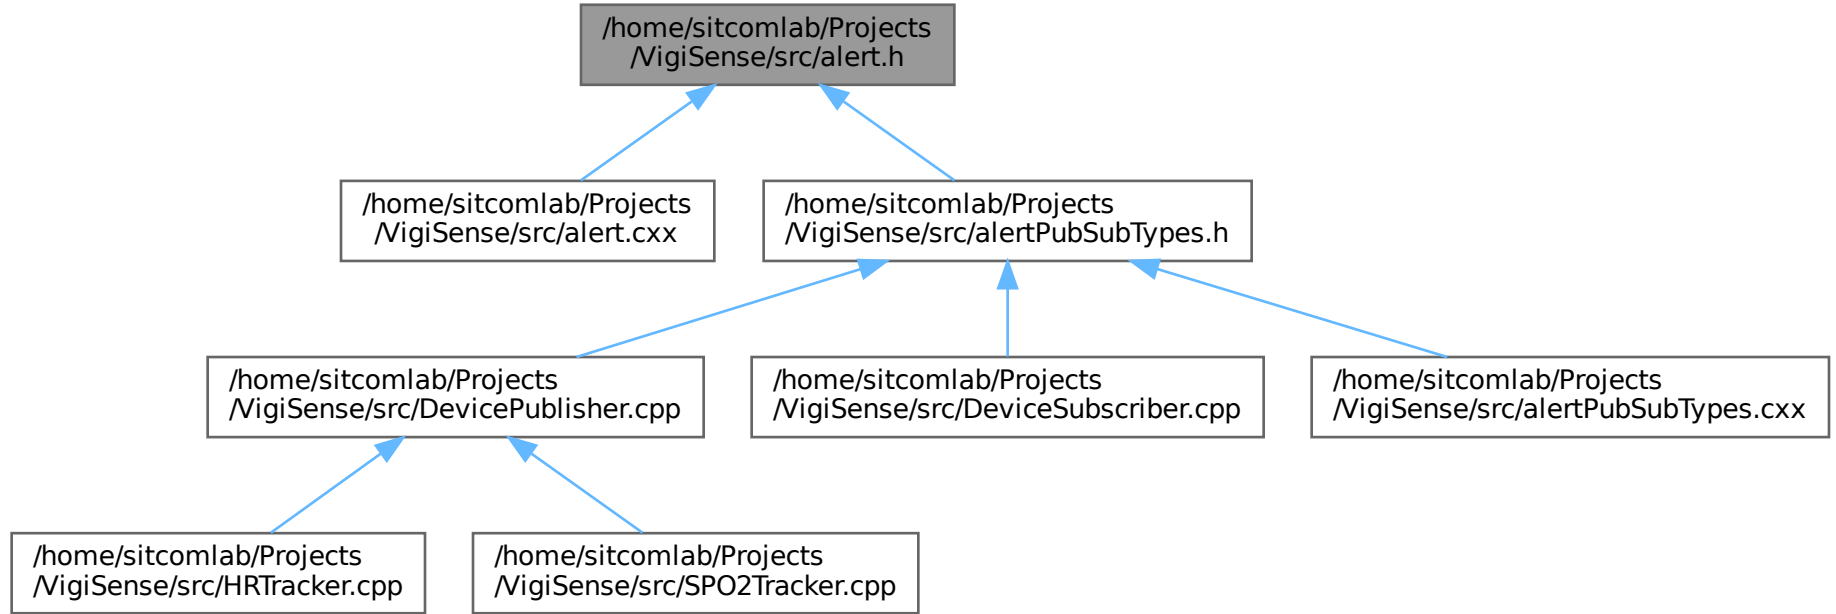 /home/sitcomlab/Projects
/VigiSense/src/alert.h
/home/sitcomlab/Projects
/VigiSense/src/alert.cxx
/home/sitcomlab/Projects
/VigiSense/src/alertPubSubTypes.h
/home/sitcomlab/Projects
/VigiSense/src/DevicePublisher.cpp
/home/sitcomlab/Projects
/VigiSense/src/DeviceSubscriber.cpp
/home/sitcomlab/Projects
/VigiSense/src/alertPubSubTypes.cxx
/home/sitcomlab/Projects
/VigiSense/src/HRTracker.cpp
/home/sitcomlab/Projects
/VigiSense/src/SPO2Tracker.cpp